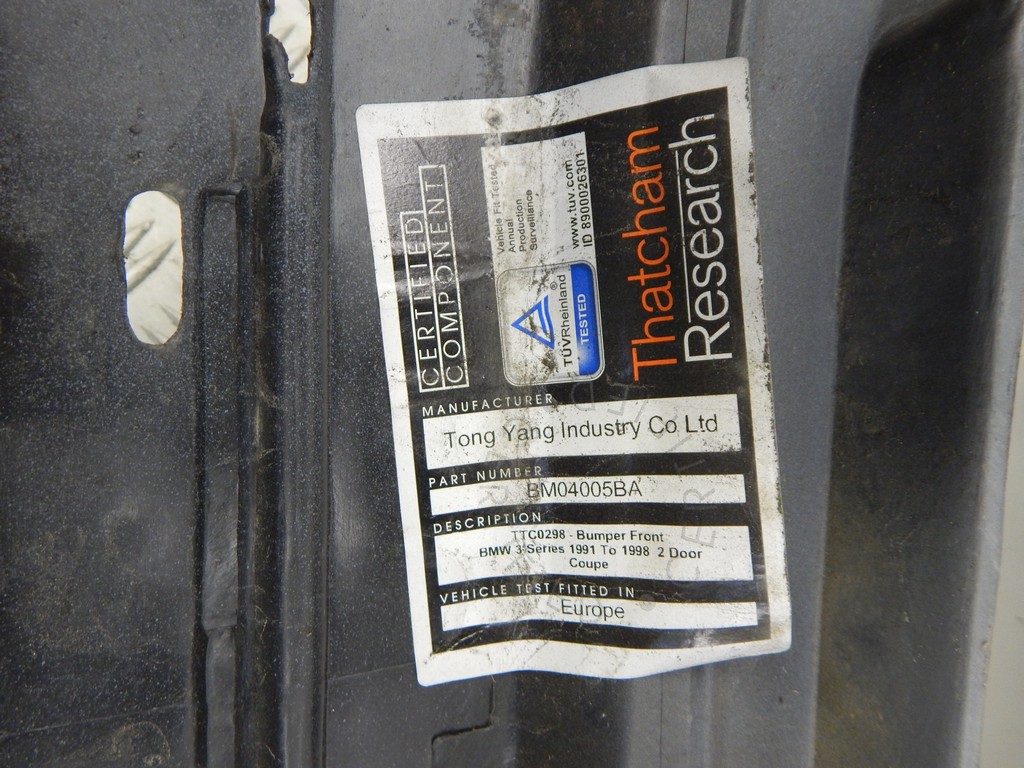 CERTIFIED
COMPONENT
Vehicle Fit Tested
Annual
Production
Surveillance
TÜVRheinland®
TESTED
www.tuv.com
ID 8900026301
Thatcham
Research
MANUFACTURER
Tong Yang Industry Co Ltd
PART NUMBER
BM04005BA
DESCRIPTION
TTC0298 - Bumper Front
BMW 3 Series 1991 To 1998 2 Door
Coupe
VEHICLE TEST FITTED IN
Europe